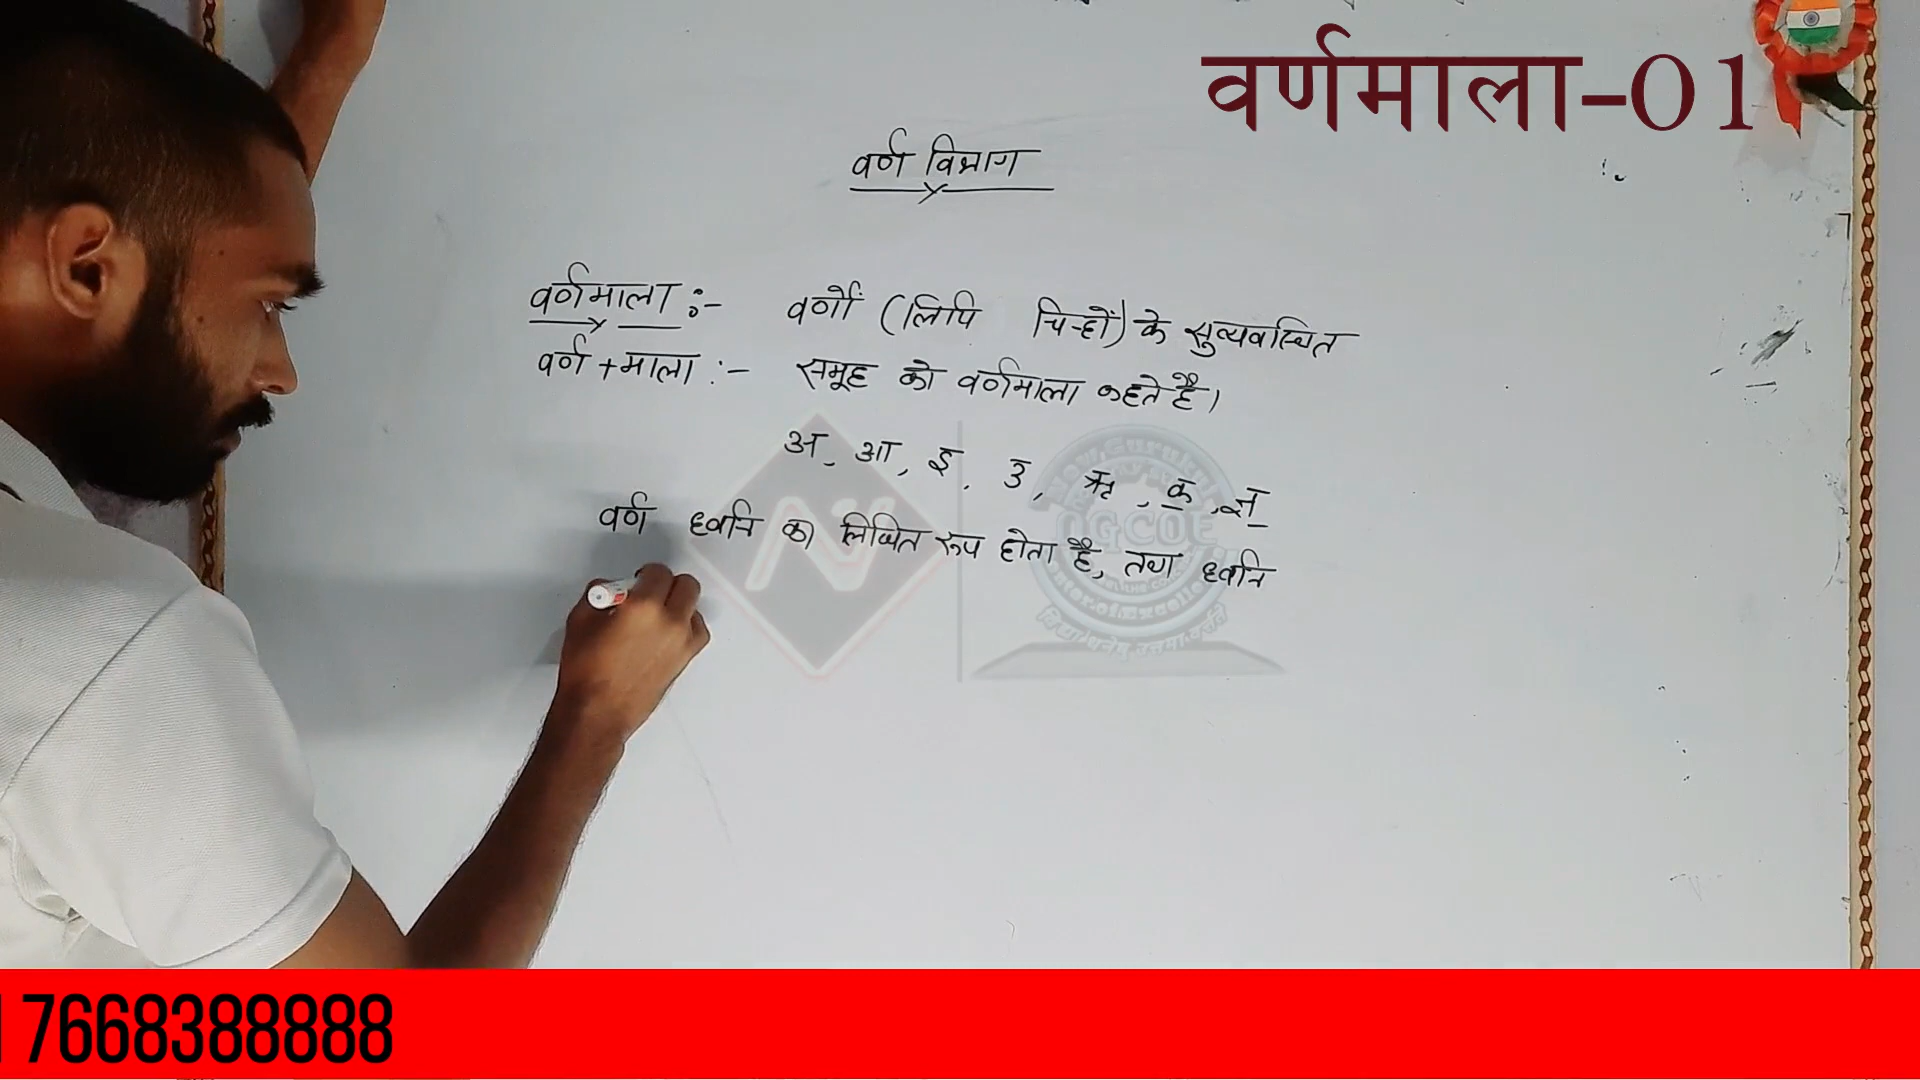 वर्णमाला-01
वर्ण विभाग
वर्णमाला :- वर्णों (लिपि चिन्हों) के सुव्यवस्थित
वर्ण + माला :- समूह को वर्णमाला कहते है।
अ, आ, इ, उ, ऋ, क, ज्ञ
वर्ण ध्वनि का लिखित रूप होता है, तथा ध्वनि
7668388888